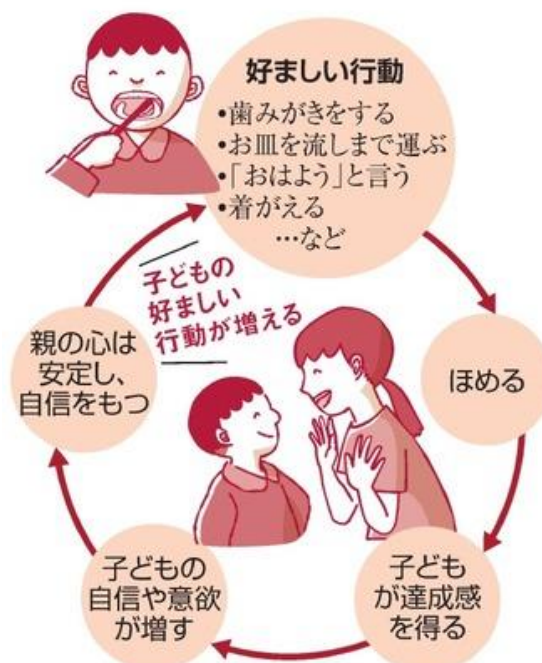 好ましい行動
•歯みがきをする
•お皿を流しまで運ぶ
•「おはよう」と言う
•着がえる
…など
ほめる
子ども
が達成感
を得る
子どもの
自信や意欲
が増す
親の心は
安定し、
自信をもつ
子どもの
好ましい
行動が増える